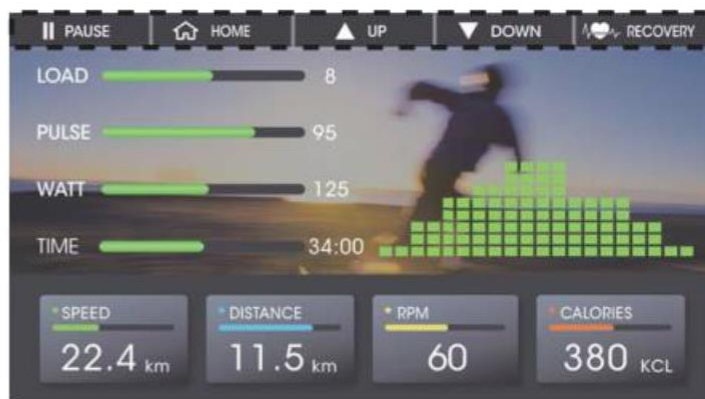 PAUSE HOME UP DOWN RECOVERY
LOAD 8
PULSE 95
WATT 125
TIME 34:00
SPEED DISTANCE RPM CALORIES
22.4 km 11.5 km 60 380 KCL